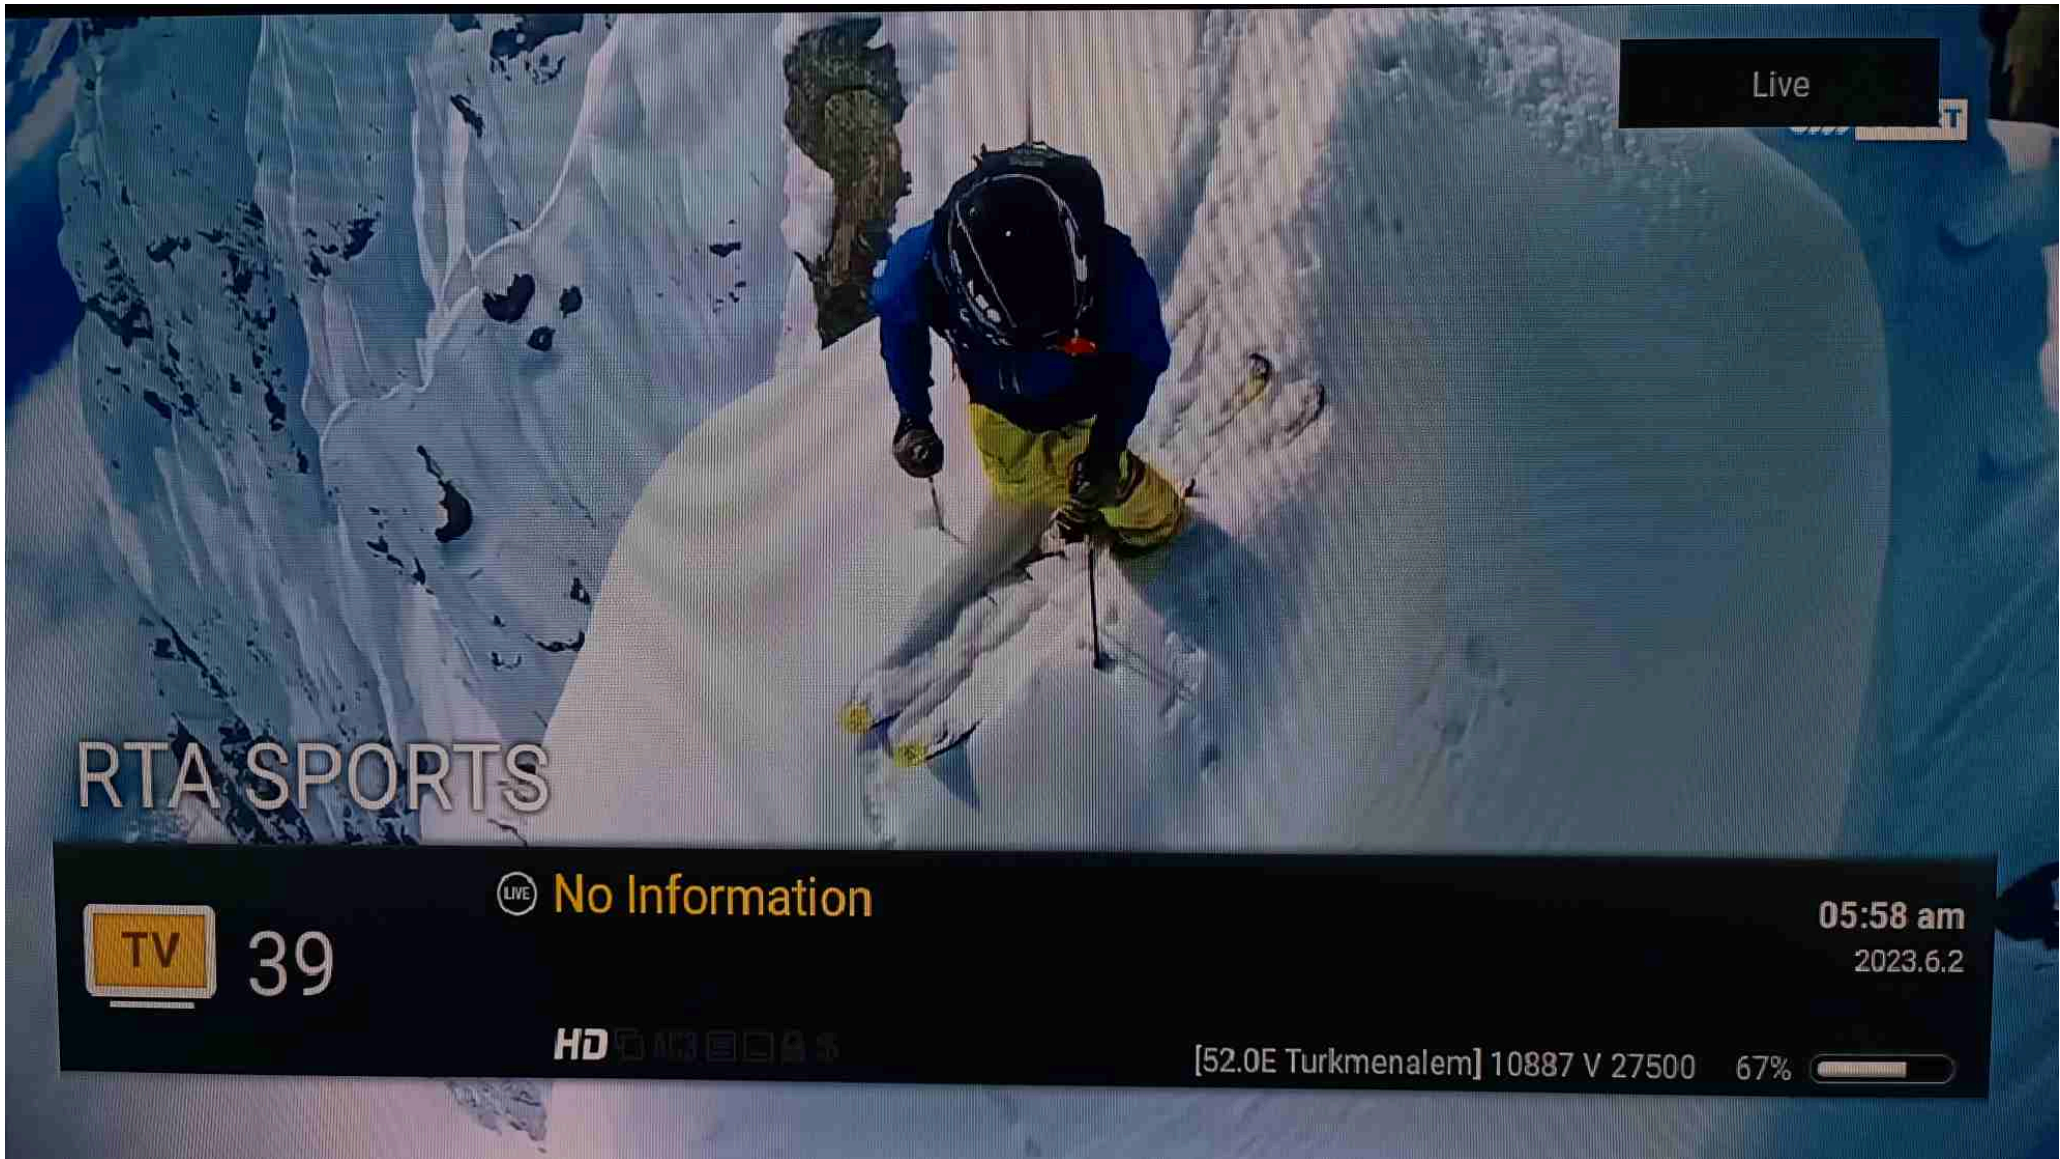 Live
RTA SPORTS
LIVE No Information
TV 39
05:58 am
2023.6.2
HD
[52.0E Turkmenalem] 10887 V 27500 67%